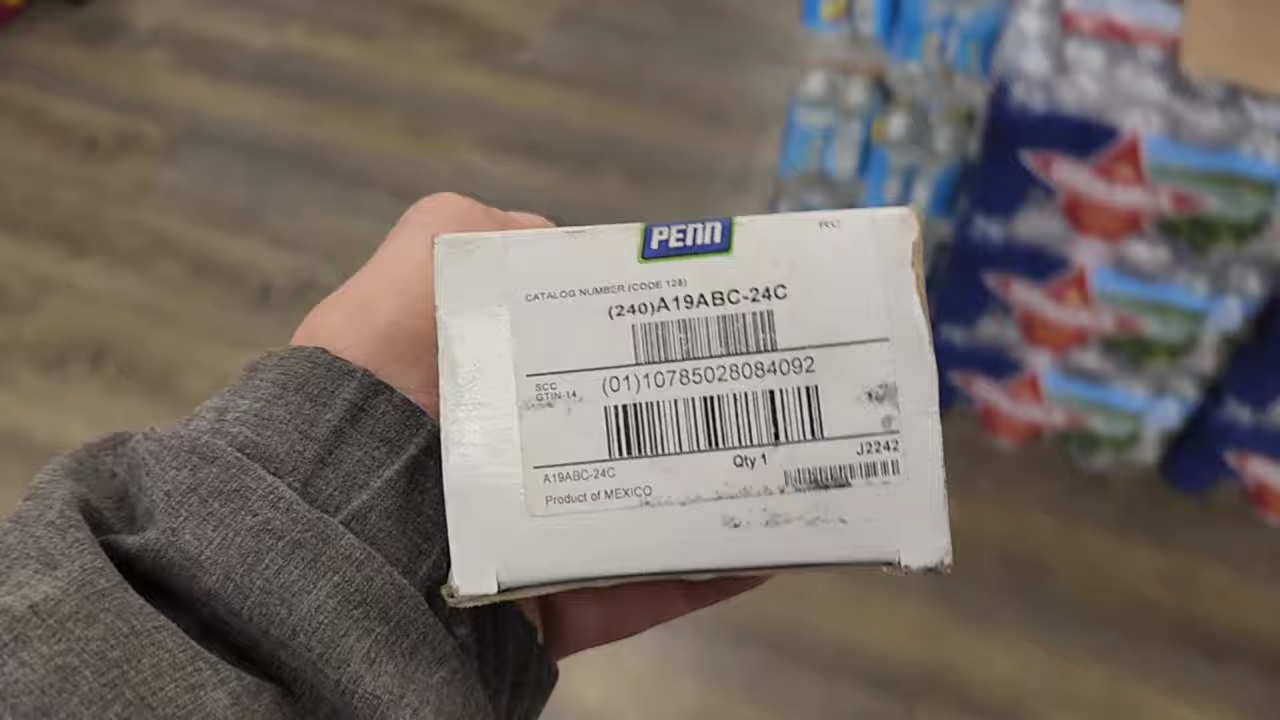 PENN
RC
CATALOG NUMBER (CODE 128)
(240)A19ABC-24C
SCC
GTIN-14
(01)10785028084092
A19ABC-24C
Qty 1
J2242
Product of MEXICO